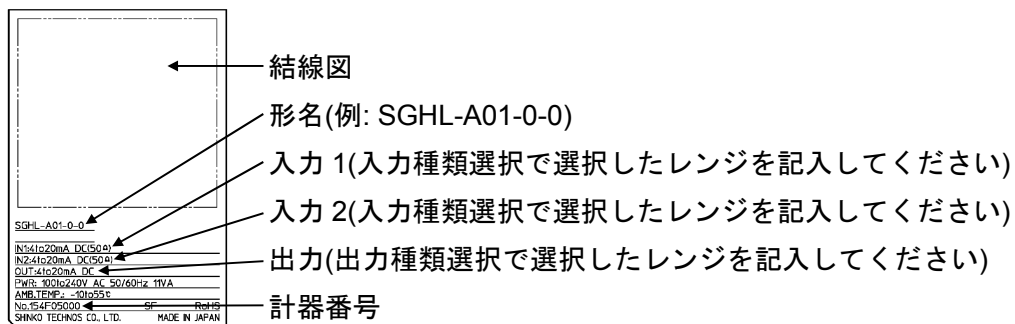 結線図
形名(例: SGHL-A01-0-0)
入力 1(入力種類選択で選択したレンジを記入してください)
入力 2(入力種類選択で選択したレンジを記入してください)
出力(出力種類選択で選択したレンジを記入してください)
計器番号
SGHL-A01-0-0
IN1:4to20mA DC(50Ω)
IN2:4to20mA DC(50Ω)
OUT:4to20mA DC
PWR: 100to240V AC 50/60Hz 11VA
AMB.TEMP.: -10to55℃
No.154F05000 SF RoHS
SHINKO TECHNOS CO., LTD. MADE IN JAPAN